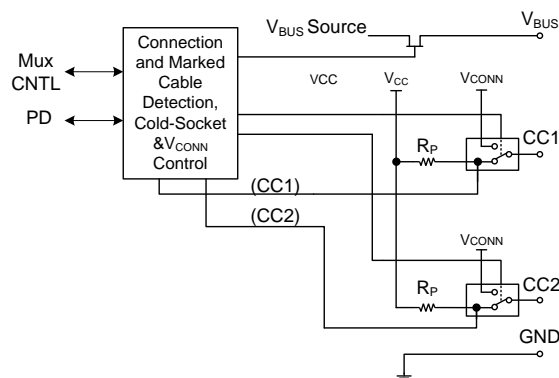 VBUS Source
VBUS
Connection
and Marked
Cable
Detection,
Cold-Socket
&VCONN
Control
Mux
CNTL
PD
VCC
VCC
VCONN
CC1
RP
(CC1)
(CC2)
VCONN
CC2
RP
GND